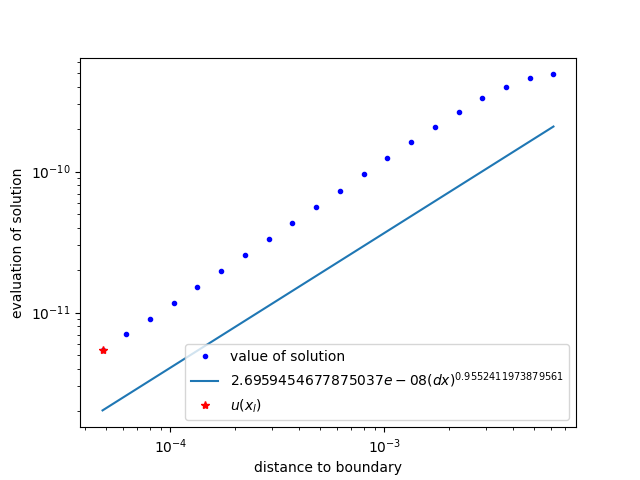 evaluation of solution
10^{-10}
10^{-11}
value of solution
2.6959454677875037e − 08(dx)^{0.9552411973879561}
u(x_I)
10^{-4}
10^{-3}
distance to boundary